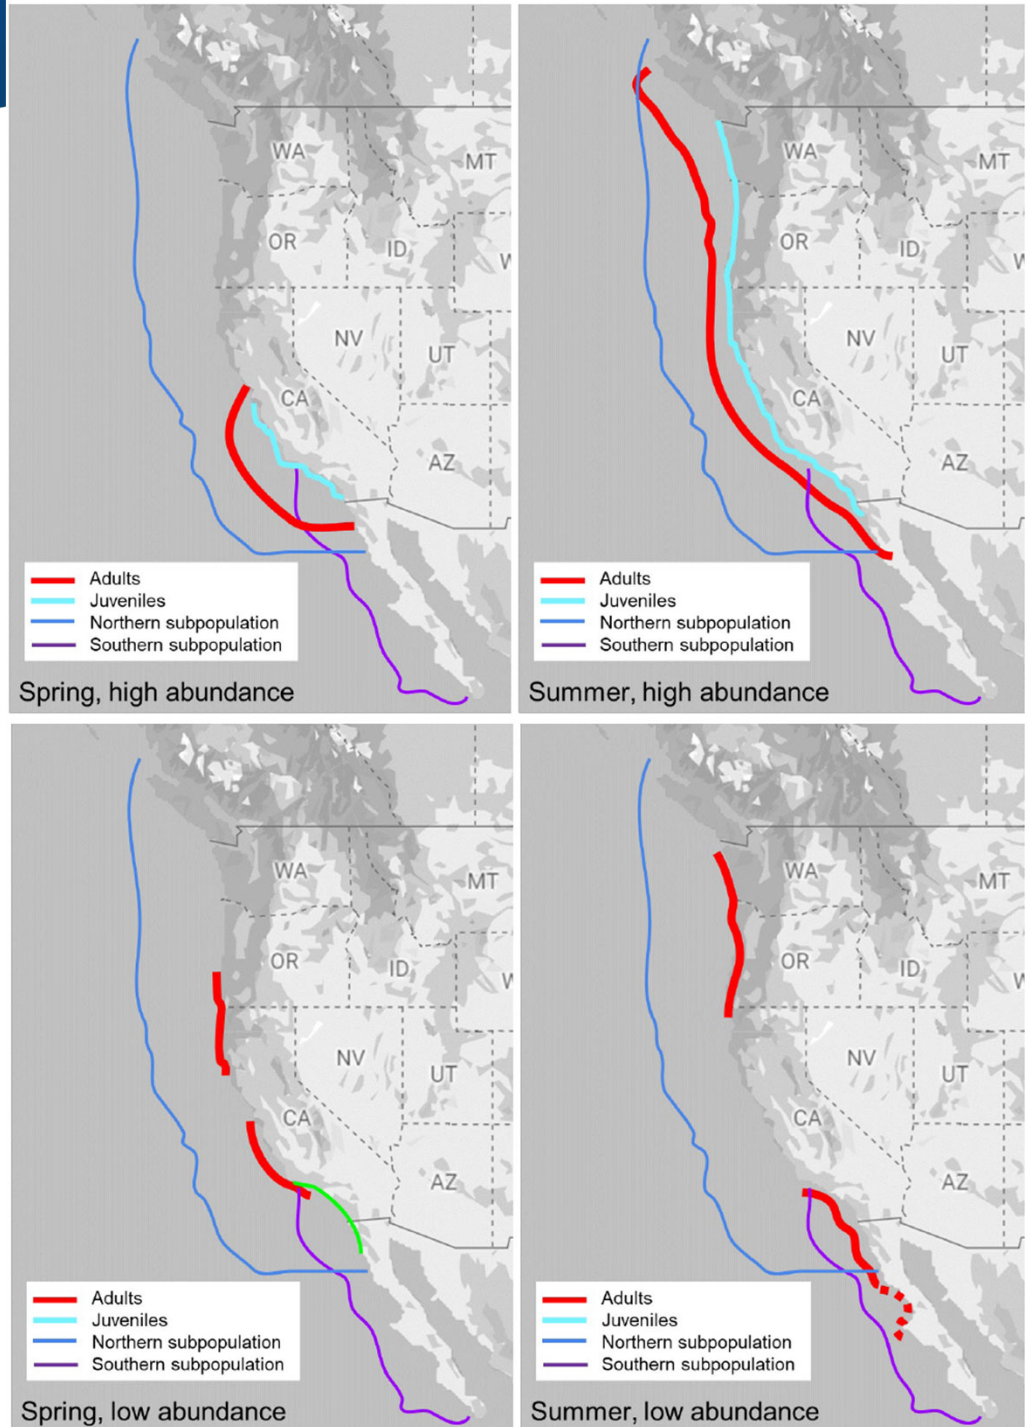 WA
MT
OR
ID
W
NV
UT
CA
AZ
Adults
Juveniles
Northern subpopulation
Southern subpopulation
Spring, high abundance
WA
MT
OR
ID
W
NV
UT
CA
AZ
Adults
Juveniles
Northern subpopulation
Southern subpopulation
Summer, high abundance
WA
MT
OR
ID
W
NV
UT
CA
AZ
Adults
Juveniles
Northern subpopulation
Southern subpopulation
Spring, low abundance
WA
MT
OR
ID
W
NV
UT
CA
AZ
Adults
Juveniles
Northern subpopulation
Southern subpopulation
Summer, low abundance